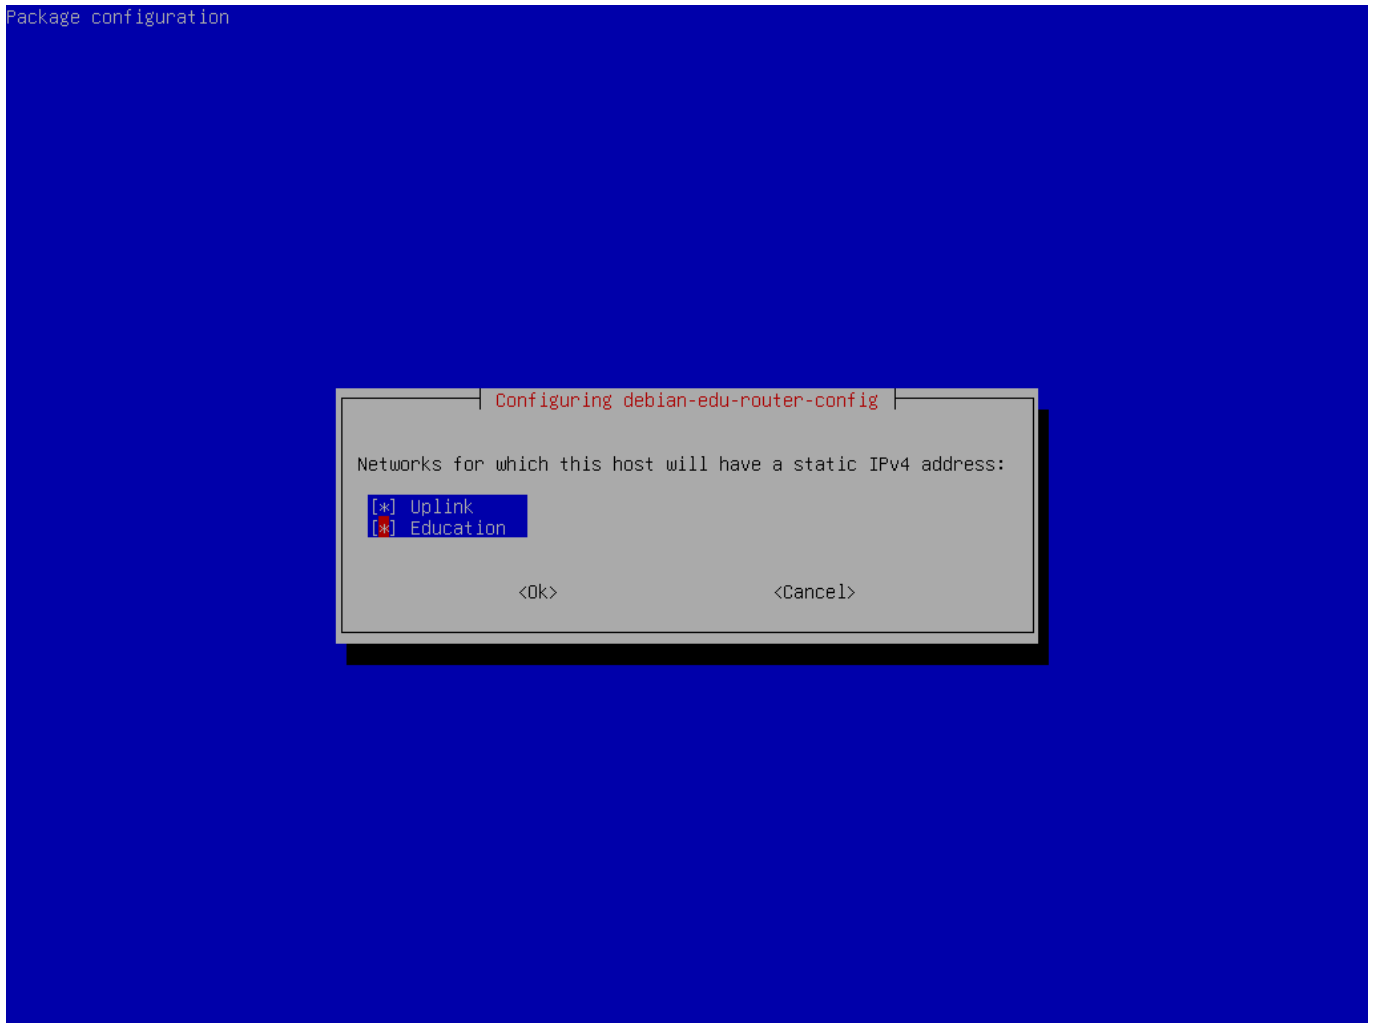 Package configuration
Configuring debian-edu-router-config
Networks for which this host will have a static IPv4 address:
[*] Uplink
[*] Education
<Ok> <Cancel>